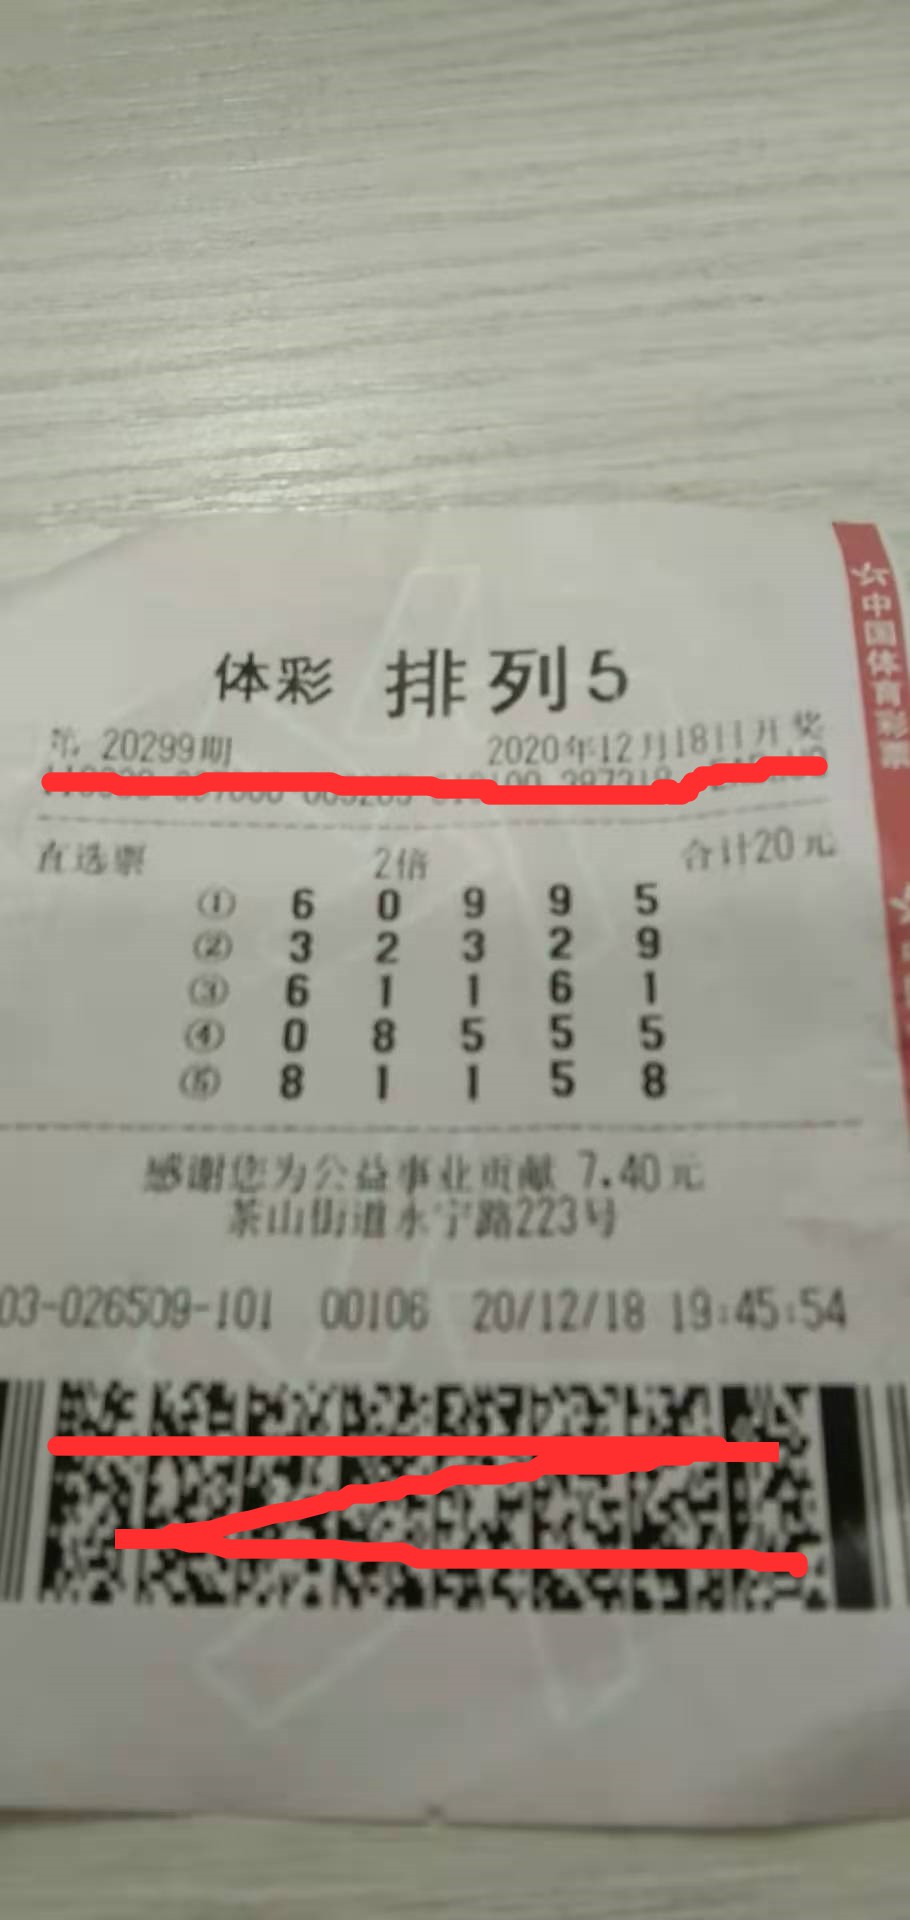 体彩 排列5
第 20299期 2020年12月18日开奖
直选票 2倍 合计20元
① 6 0 9 9 5
② 3 2 3 2 9
③ 6 1 1 6 1
④ 0 8 5 5 5
⑤ 8 1 1 5 8
感谢您为公益事业贡献 7.40元
茶山街道永宁路223号
03-026509-101 00106 20/12/18 19:45:54
中国体育彩票